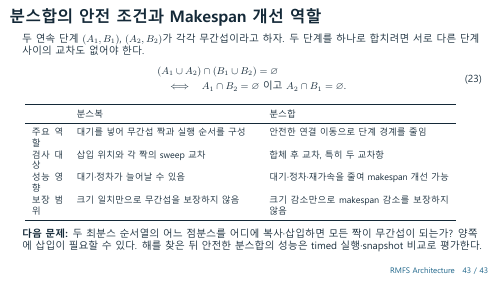 분스합의 안전 조건과 Makespan 개선 역할
두 연속 단계 (A₁, B₁), (A₂, B₂)가 각각 무간섭이라고 하자. 두 단계를 하나로 합치려면 서로 다른 단계
사이의 교차도 없어야 한다.
(A₁ ∪ A₂) ∩ (B₁ ∪ B₂) = ∅
⟺ A₁ ∩ B₂ = ∅ 이고 A₂ ∩ B₁ = ∅.
(23)
분스복 분스합
주요 역할 대기를 넣어 무간섭 짝과 실행 순서를 구성 안전한 연결 이동으로 단계 경계를 줄임
검사 대상 삽입 위치와 각 짝의 sweep 교차 합체 후 교차, 특히 두 교차항
성능 영향 대기·정차가 늘어날 수 있음 대기·정차·재가속을 줄여 makespan 개선 가능
보장 범위 크기 일치만으로 무간섭을 보장하지 않음 크기 감소만으로 makespan 감소를 보장하지 않음
다음 문제: 두 최분스 순서열의 어느 점분스를 어디에 복사·삽입하면 모든 짝이 무간섭이 되는가? 양쪽
에 삽입이 필요할 수 있다. 해를 찾은 뒤 안전한 분스합의 성능은 timed 실행·snapshot 비교로 평가한다.
RMFS Architecture 43 / 43